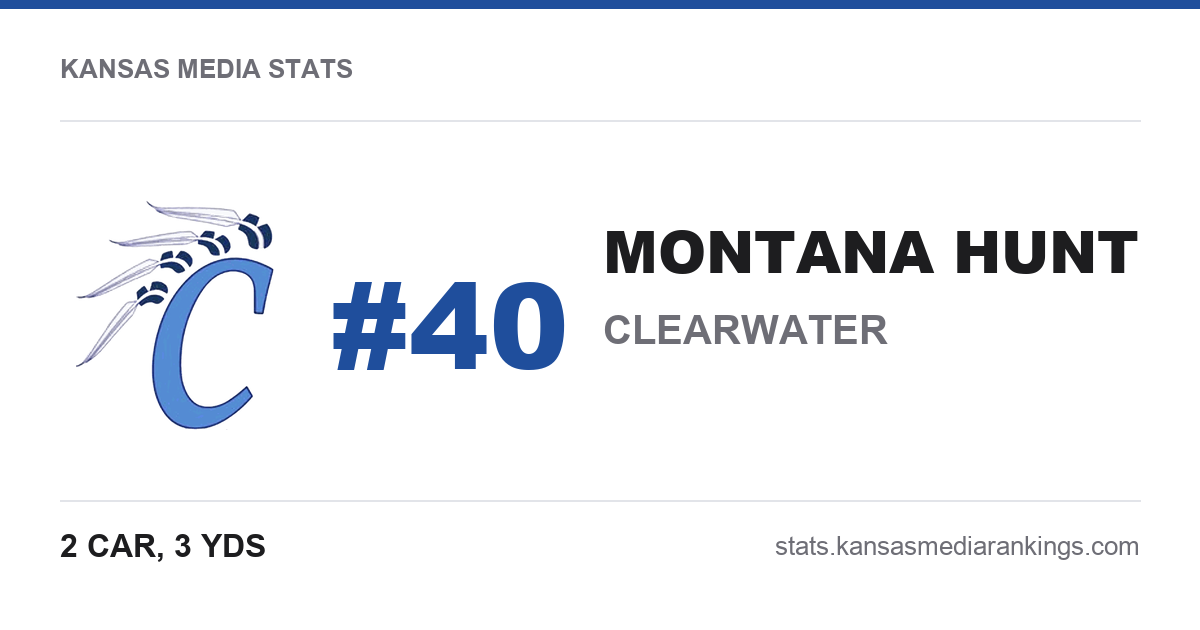 KANSAS MEDIA STATS
C
#40
MONTANA HUNT
CLEARWATER
2 CAR, 3 YDS
stats.kansasmediarankings.com